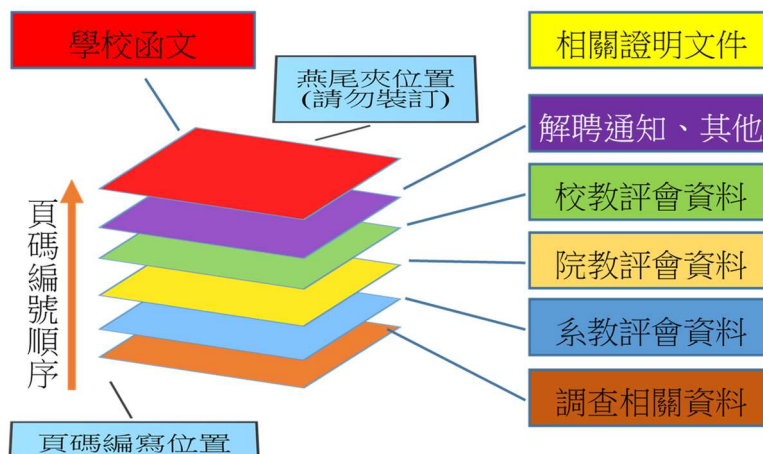 學校函文
相關證明文件
燕尾夾位置
(請勿裝訂)
解聘通知、其他
校教評會資料
頁碼編號順序
院教評會資料
系教評會資料
調查相關資料
頁碼編寫位置